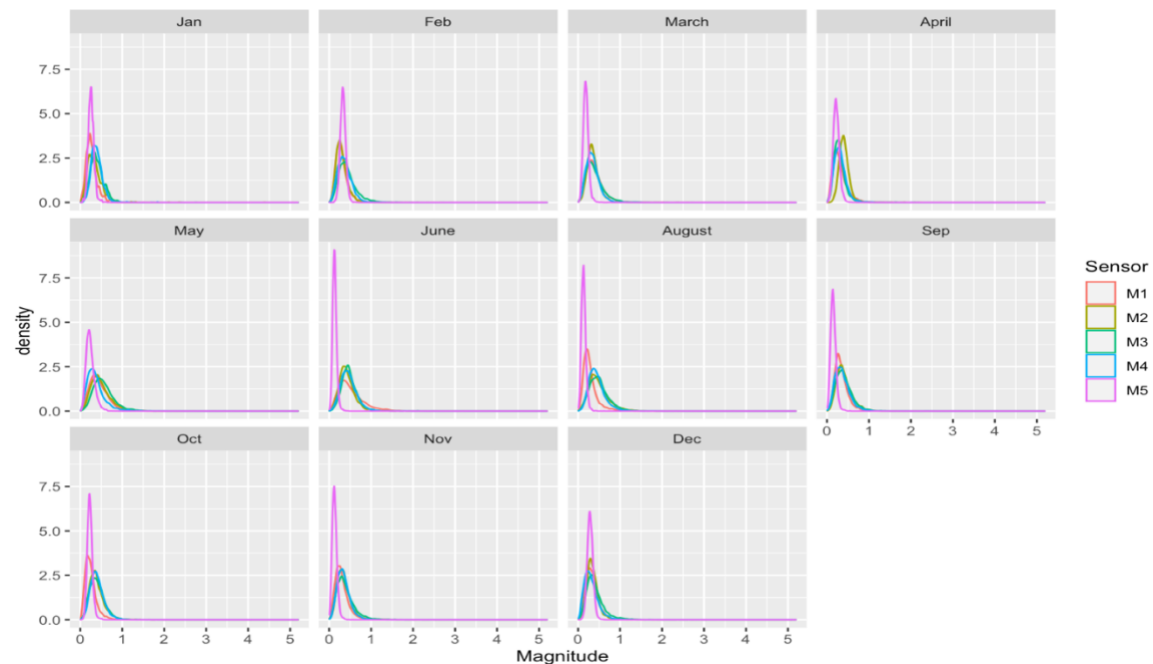 Jan Feb March April
7.5
5.0
2.5
0.0
May June August Sep
7.5
5.0
2.5
0.0
0 1 2 3 4 5
Oct Nov Dec
7.5
5.0
2.5
0.0
0 1 2 3 4 5 0 1 2 3 4 5 0 1 2 3 4 5
Magnitude
density
Sensor
M1
M2
M3
M4
M5